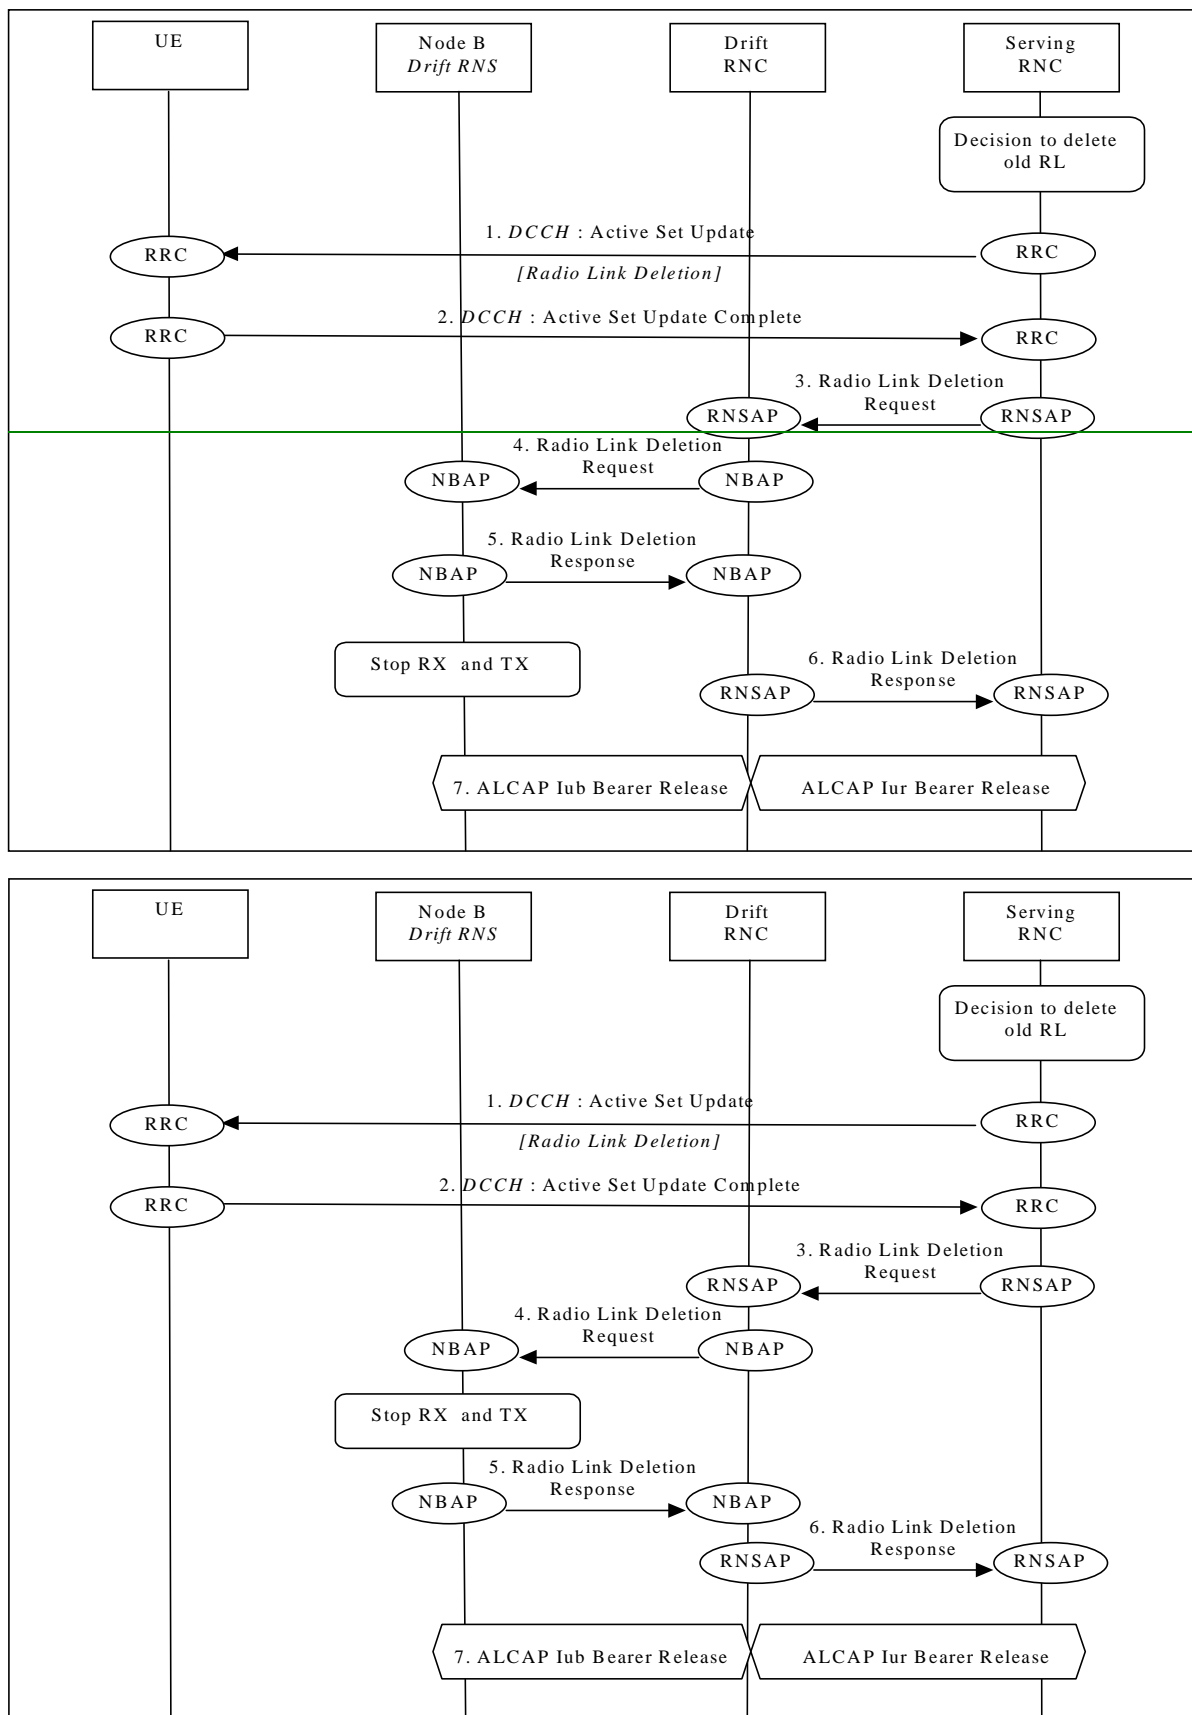 UE
Node B
Drift RNS
Drift
RNC
Serving
RNC
Decision to delete
old RL
1. DCCH : Active Set Update
RRC
RRC
[Radio Link Deletion]
2. DCCH : Active Set Update Complete
RRC
RRC
3. Radio Link Deletion
Request
RNSAP
RNSAP
4. Radio Link Deletion
Request
NBAP
NBAP
5. Radio Link Deletion
Response
NBAP
NBAP
Stop RX and TX
6. Radio Link Deletion
Response
RNSAP
RNSAP
7. ALCAP Iub Bearer Release
ALCAP Iur Bearer Release
UE
Node B
Drift RNS
Drift
RNC
Serving
RNC
Decision to delete
old RL
1. DCCH : Active Set Update
RRC
RRC
[Radio Link Deletion]
2. DCCH : Active Set Update Complete
RRC
RRC
3. Radio Link Deletion
Request
RNSAP
RNSAP
4. Radio Link Deletion
Request
NBAP
NBAP
Stop RX and TX
5. Radio Link Deletion
Response
NBAP
NBAP
6. Radio Link Deletion
Response
RNSAP
RNSAP
7. ALCAP Iub Bearer Release
ALCAP Iur Bearer Release